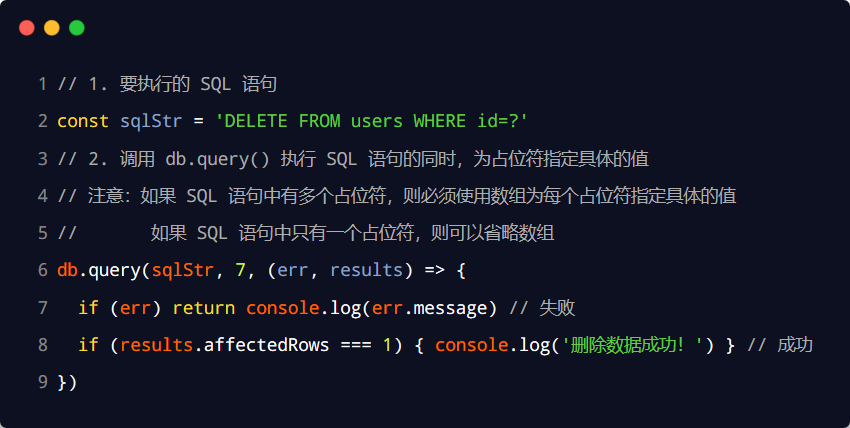 1 // 1. 要执行的 SQL 语句
2 const sqlStr = 'DELETE FROM users WHERE id=?'
3 // 2. 调用 db.query() 执行 SQL 语句的同时，为占位符指定具体的值
4 // 注意：如果 SQL 语句中有多个占位符，则必须使用数组为每个占位符指定具体的值
5 //       如果 SQL 语句中只有一个占位符，则可以省略数组
6 db.query(sqlStr, 7, (err, results) => {
7   if (err) return console.log(err.message) // 失败
8   if (results.affectedRows === 1) { console.log('删除数据成功！') } // 成功
9 })